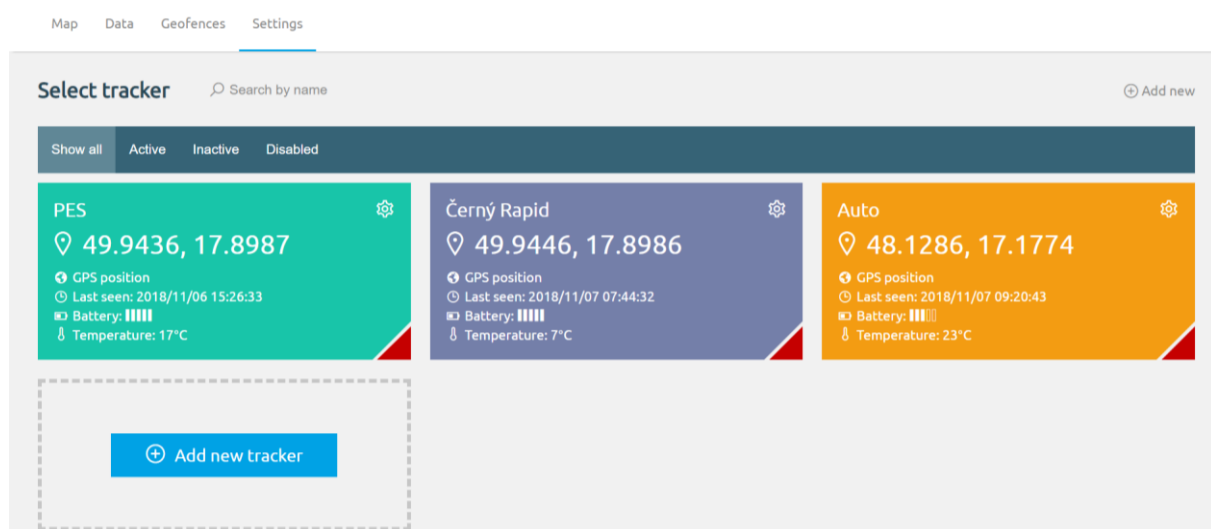 Map Data Geofences Settings
Select tracker Search by name Add new
Show all Active Inactive Disabled
PES
49.9436, 17.8987
GPS position
Last seen: 2018/11/06 15:26:33
Battery:
Temperature: 17°C
Černý Rapid
49.9446, 17.8986
GPS position
Last seen: 2018/11/07 07:44:32
Battery:
Temperature: 7°C
Auto
48.1286, 17.1774
GPS position
Last seen: 2018/11/07 09:20:43
Battery:
Temperature: 23°C
Add new tracker